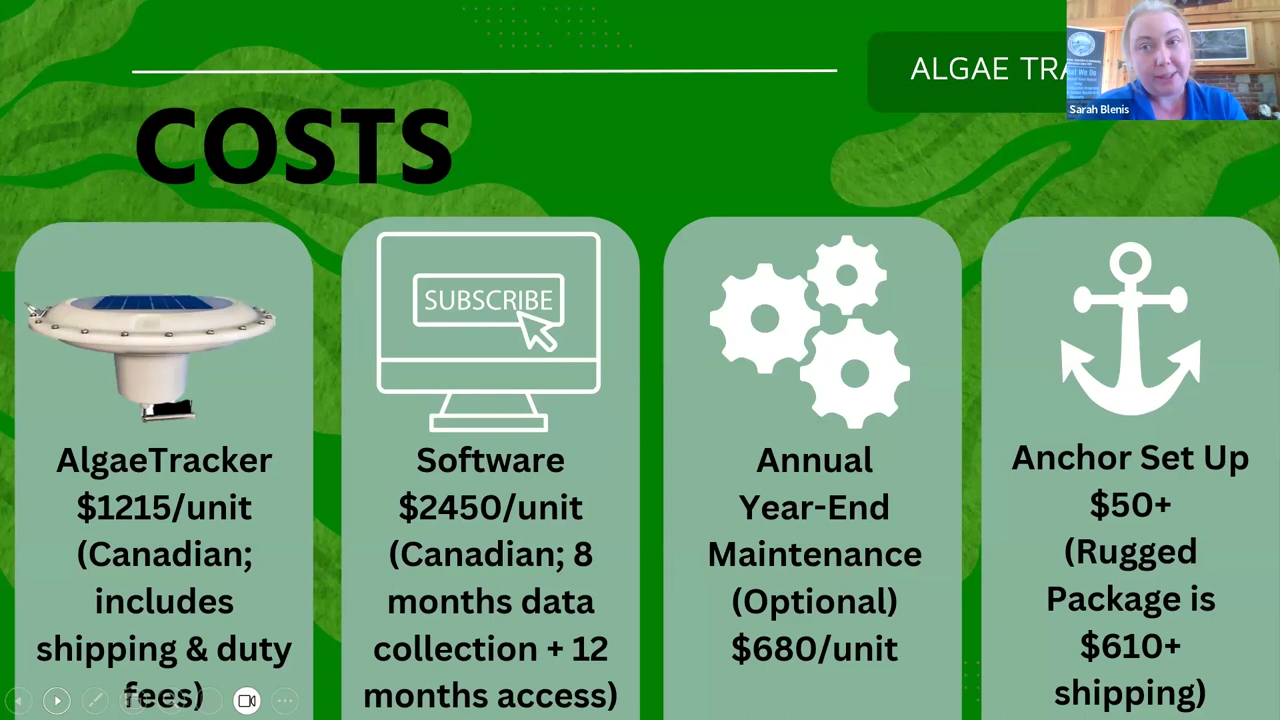 ALGAE TRA
Sarah Blenis
COSTS
SUBSCRIBE
AlgaeTracker
$1215/unit
(Canadian;
includes
shipping & duty
fees)
Software
$2450/unit
(Canadian; 8
months data
collection + 12
months access)
Annual
Year-End
Maintenance
(Optional)
$680/unit
Anchor Set Up
$50+
(Rugged
Package is
$610+
shipping)